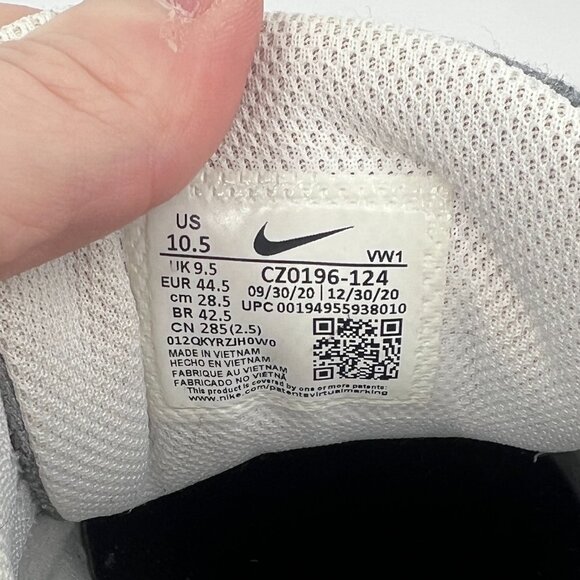 US
10.5
VW1
UK 9.5
CZ0196-124
EUR 44.5
09/30/20 | 12/30/20
cm 28.5
UPC 00194955938010
BR 42.5
CN 285(2.5)
012QKYRZJH0W0
MADE IN VIETNAM
HECHO EN VIETNAM
FABRIQUE AU VIETNAM
FABRICADO NO VIETNÃ
This product is covered by one or more patents:
www.nike.com/patentsvirtualmarking